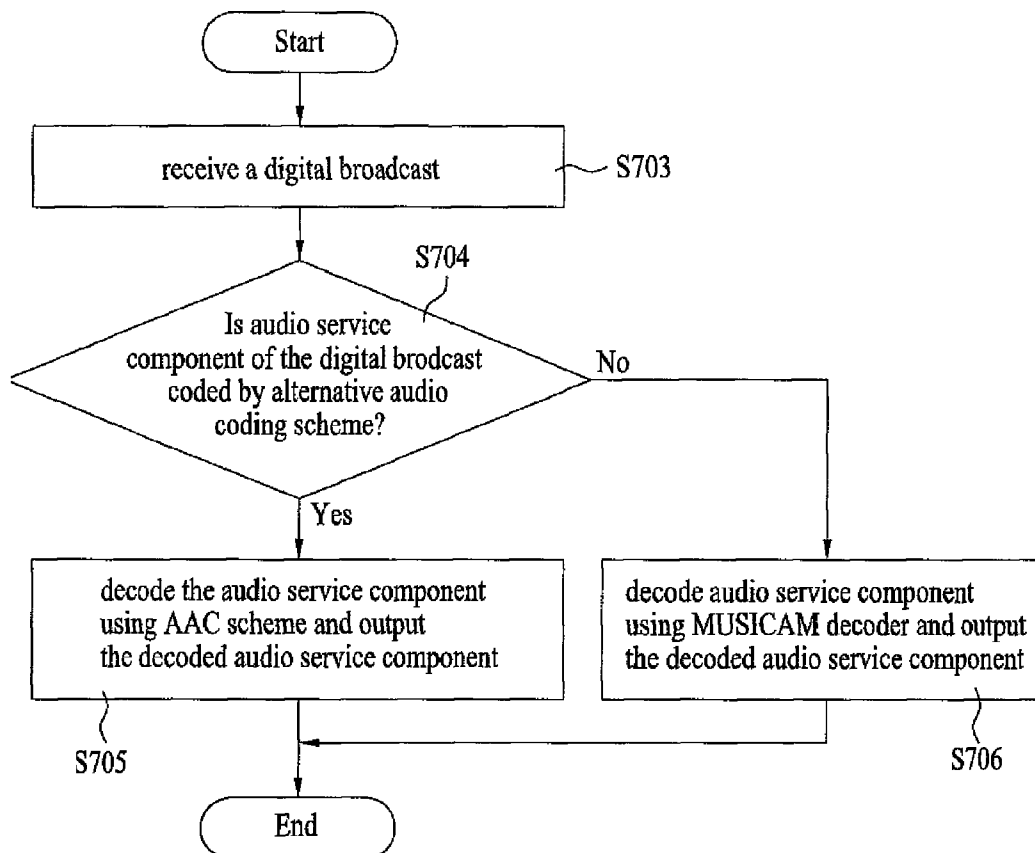 Start
receive a digital broadcast
S703
S704
Is audio service
component of the digital brodcast
coded by alternative audio
coding scheme?
No
Yes
decode the audio service component
using AAC scheme and output
the decoded audio service component
decode audio service component
using MUSICAM decoder and output
the decoded audio service component
S705
S706
End